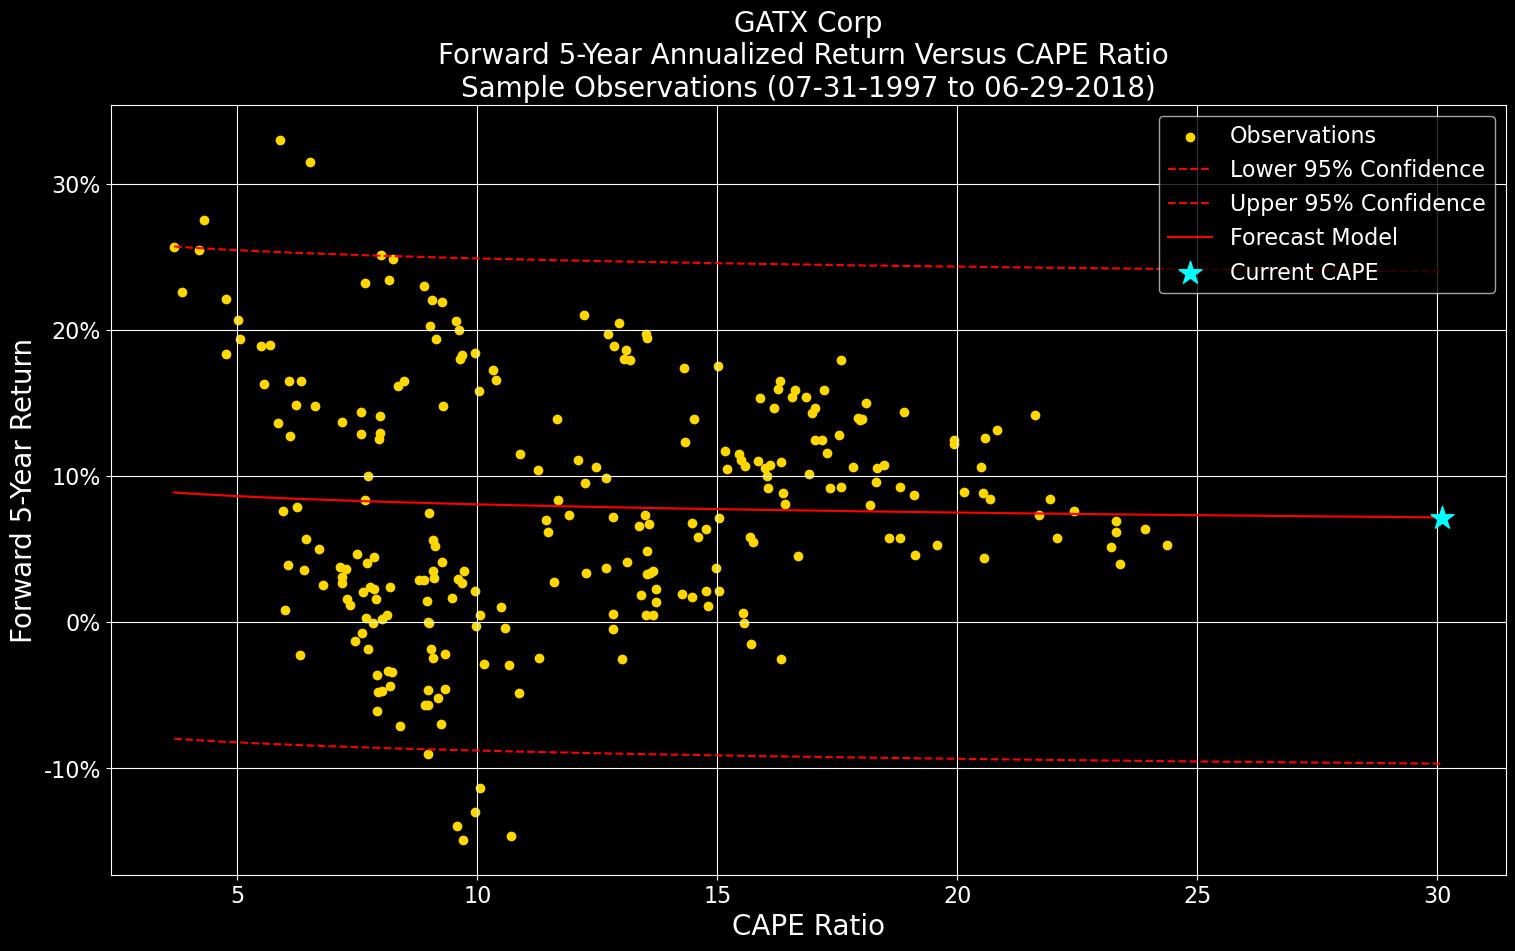 GATX Corp
Forward 5-Year Annualized Return Versus CAPE Ratio
Sample Observations (07-31-1997 to 06-29-2018)
Observations
Lower 95% Confidence
Upper 95% Confidence
Forecast Model
Current CAPE
Forward 5-Year Return
30%
20%
10%
0%
-10%
5 10 15 20 25 30
CAPE Ratio